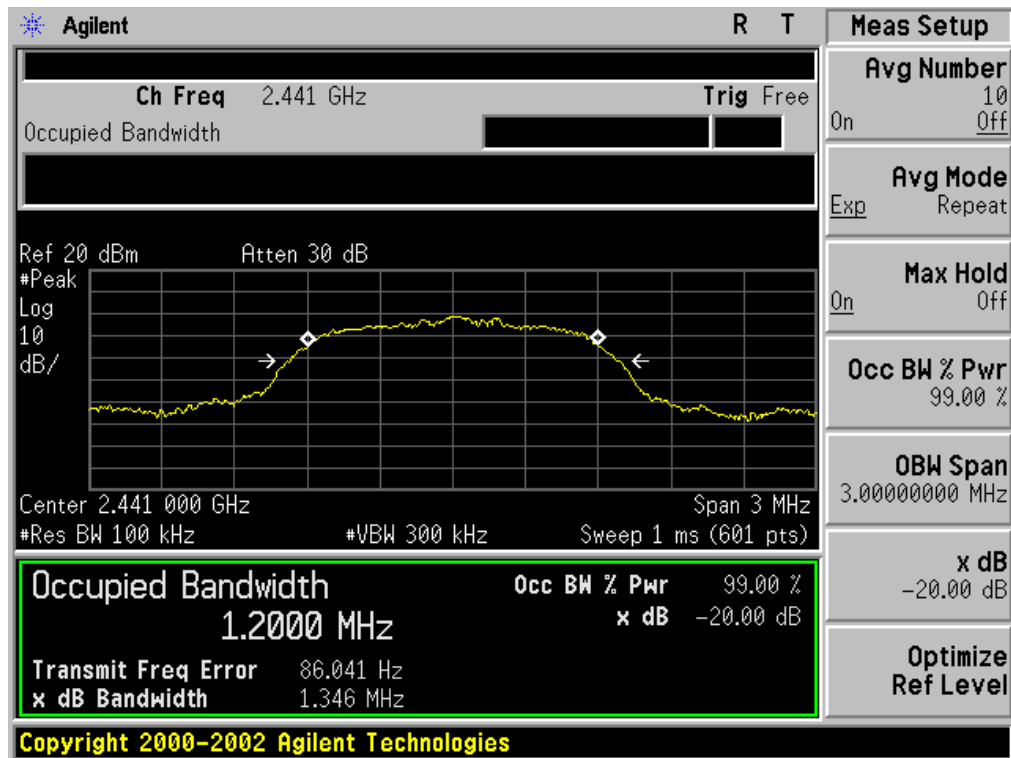 Agilent R T
Ch Freq 2.441 GHz Trig Free
Occupied Bandwidth
Ref 20 dBm Atten 30 dB
#Peak
Log
10
dB/
Center 2.441 000 GHz Span 3 MHz
#Res BW 100 kHz #VBW 300 kHz Sweep 1 ms (601 pts)
Occupied Bandwidth
1.2000 MHz
Occ BW % Pwr 99.00 %
x dB -20.00 dB
Transmit Freq Error 86.041 Hz
x dB Bandwidth 1.346 MHz
Copyright 2000-2002 Agilent Technologies
Meas Setup
Avg Number
10
On Off
Avg Mode
Exp Repeat
Max Hold
On Off
Occ BW % Pwr
99.00 %
OBW Span
3.00000000 MHz
x dB
-20.00 dB
Optimize
Ref Level